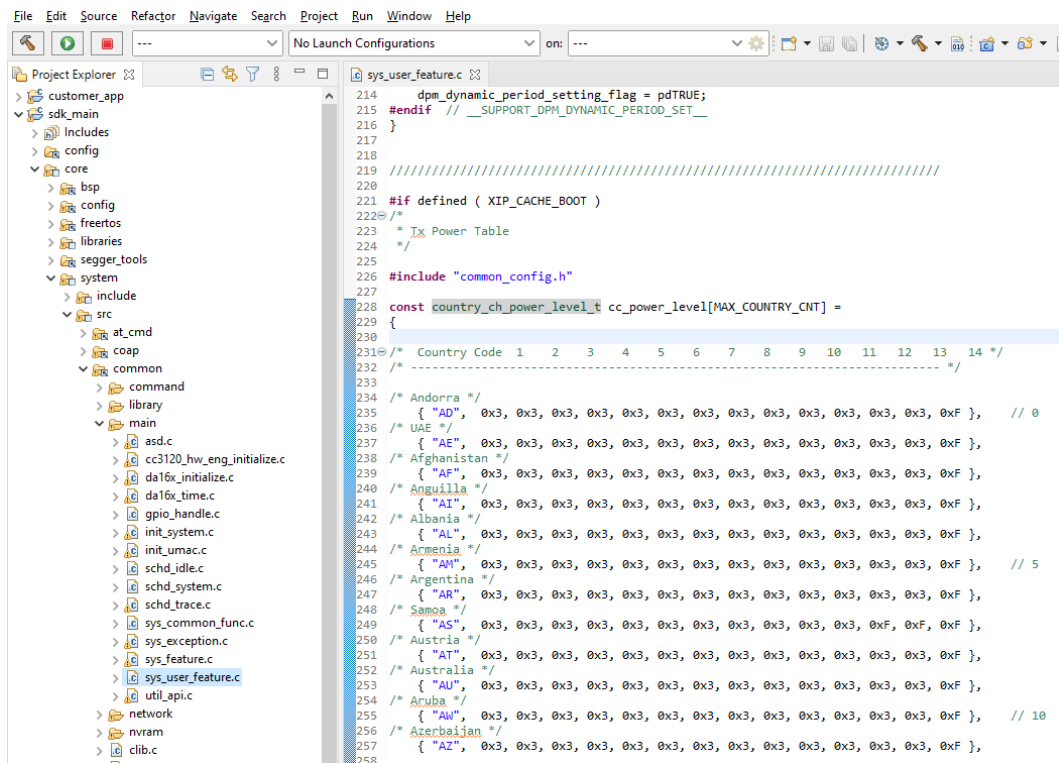 File Edit Source Refactor Navigate Search Project Run Window Help
--- No Launch Configurations on: ---
Project Explorer
customer_app
sdk_main
Includes
config
core
bsp
config
freertos
libraries
segger_tools
system
include
src
at_cmd
coap
common
command
library
main
asd.c
cc3120_hw_eng_initialize.c
da16x_initialize.c
da16x_time.c
gpio_handle.c
init_system.c
init_umac.c
schd_idle.c
schd_system.c
schd_trace.c
sys_common_func.c
sys_exception.c
sys_feature.c
sys_user_feature.c
util_api.c
network
nvram
clib.c
sys_user_feature.c
214 dpm_dynamic_period_setting_flag = pdTRUE;
215 #endif // __SUPPORT_DPM_DYNAMIC_PERIOD_SET__
216 }
217
218
219 //////////////////////////////////////////////////////////////////////////////
220
221 #if defined ( XIP_CACHE_BOOT )
222 /*
223 * Tx Power Table
224 */
225
226 #include "common_config.h"
227
228 const country_ch_power_level_t cc_power_level[MAX_COUNTRY_CNT] =
229 {
230
231 /* Country Code 1 2 3 4 5 6 7 8 9 10 11 12 13 14 */
232 /* --------------------------------------------------------------------------- */
233
234 /* Andorra */
235 { "AD", 0x3, 0x3, 0x3, 0x3, 0x3, 0x3, 0x3, 0x3, 0x3, 0x3, 0x3, 0x3, 0x3, 0xF }, // 0
236 /* UAE */
237 { "AE", 0x3, 0x3, 0x3, 0x3, 0x3, 0x3, 0x3, 0x3, 0x3, 0x3, 0x3, 0x3, 0x3, 0xF },
238 /* Afghanistan */
239 { "AF", 0x3, 0x3, 0x3, 0x3, 0x3, 0x3, 0x3, 0x3, 0x3, 0x3, 0x3, 0x3, 0x3, 0xF },
240 /* Anguilla */
241 { "AI", 0x3, 0x3, 0x3, 0x3, 0x3, 0x3, 0x3, 0x3, 0x3, 0x3, 0x3, 0x3, 0x3, 0xF },
242 /* Albania */
243 { "AL", 0x3, 0x3, 0x3, 0x3, 0x3, 0x3, 0x3, 0x3, 0x3, 0x3, 0x3, 0x3, 0x3, 0xF },
244 /* Armenia */
245 { "AM", 0x3, 0x3, 0x3, 0x3, 0x3, 0x3, 0x3, 0x3, 0x3, 0x3, 0x3, 0x3, 0x3, 0xF }, // 5
246 /* Argentina */
247 { "AR", 0x3, 0x3, 0x3, 0x3, 0x3, 0x3, 0x3, 0x3, 0x3, 0x3, 0x3, 0x3, 0x3, 0xF },
248 /* Samoa */
249 { "AS", 0x3, 0x3, 0x3, 0x3, 0x3, 0x3, 0x3, 0x3, 0x3, 0x3, 0x3, 0xF, 0xF, 0xF },
250 /* Austria */
251 { "AT", 0x3, 0x3, 0x3, 0x3, 0x3, 0x3, 0x3, 0x3, 0x3, 0x3, 0x3, 0x3, 0x3, 0xF },
252 /* Australia */
253 { "AU", 0x3, 0x3, 0x3, 0x3, 0x3, 0x3, 0x3, 0x3, 0x3, 0x3, 0x3, 0x3, 0x3, 0xF },
254 /* Aruba */
255 { "AW", 0x3, 0x3, 0x3, 0x3, 0x3, 0x3, 0x3, 0x3, 0x3, 0x3, 0x3, 0x3, 0x3, 0xF }, // 10
256 /* Azerbaijan */
257 { "AZ", 0x3, 0x3, 0x3, 0x3, 0x3, 0x3, 0x3, 0x3, 0x3, 0x3, 0x3, 0x3, 0x3, 0xF },
258